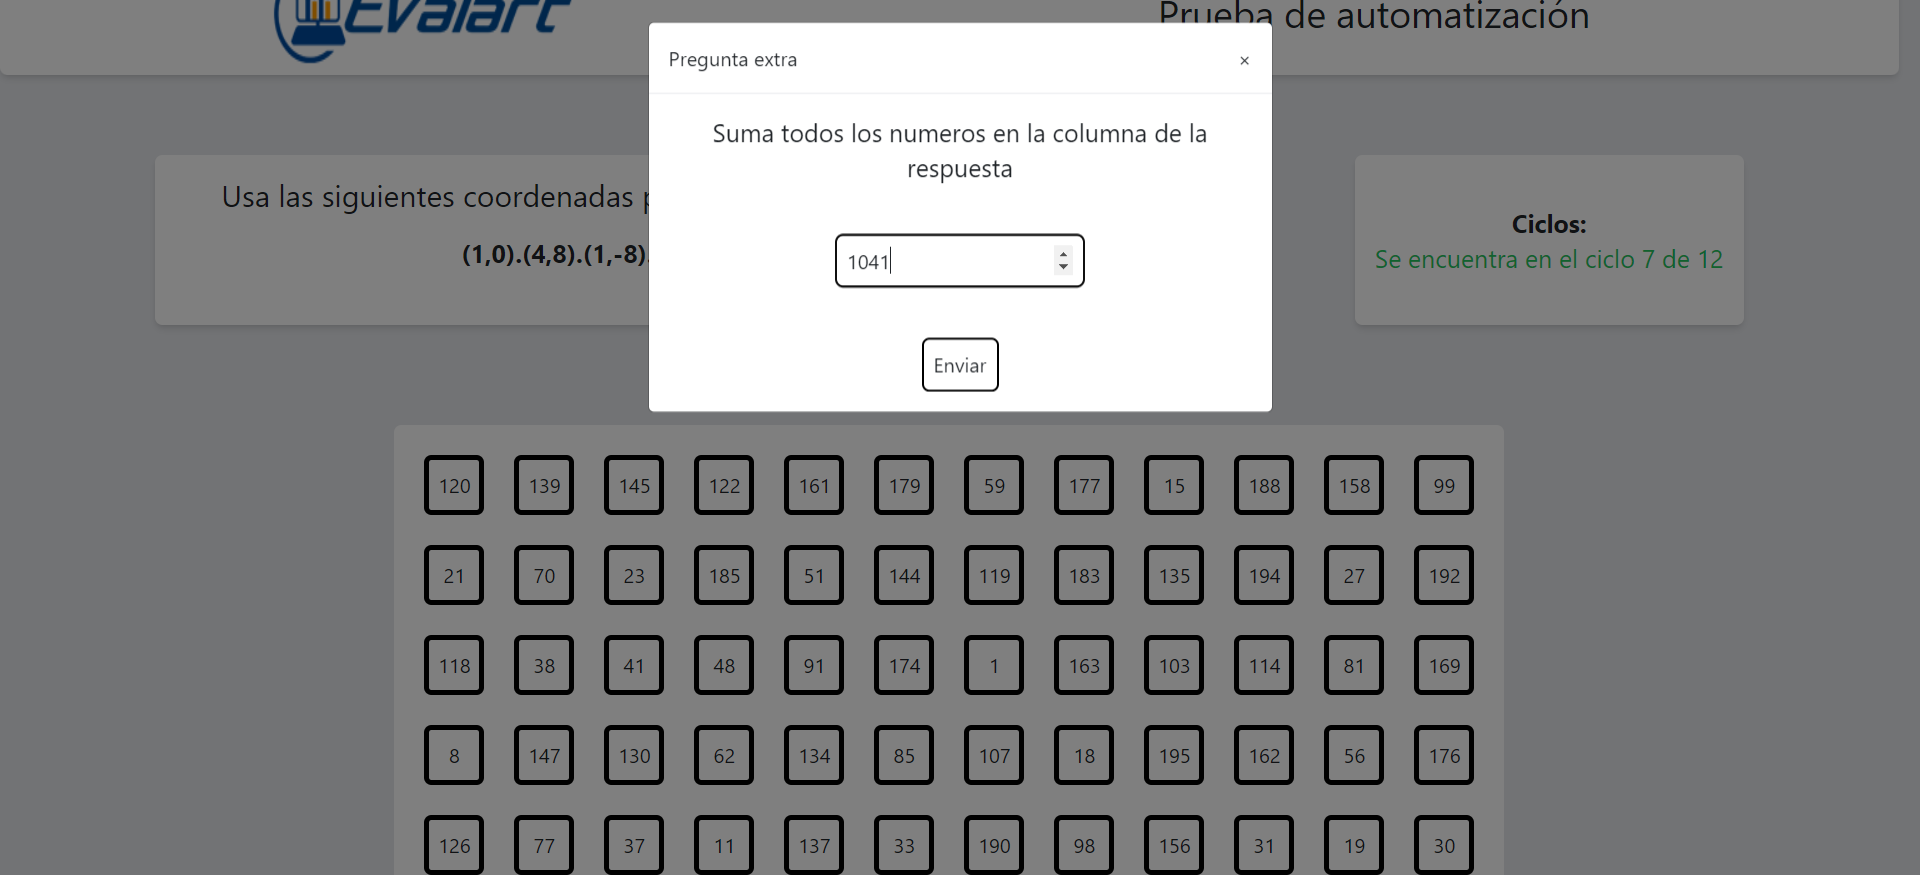 Evalart
Prueba de automatización
Pregunta extra
×
Suma todos los numeros en la columna de la
respuesta
1041
Enviar
Usa las siguientes coordenadas
(1,0).(4,8).(1,-8)
Ciclos:
Se encuentra en el ciclo 7 de 12
120 139 145 122 161 179 59 177 15 188 158 99
21 70 23 185 51 144 119 183 135 194 27 192
118 38 41 48 91 174 1 163 103 114 81 169
8 147 130 62 134 85 107 18 195 162 56 176
126 77 37 11 137 33 190 98 156 31 19 30